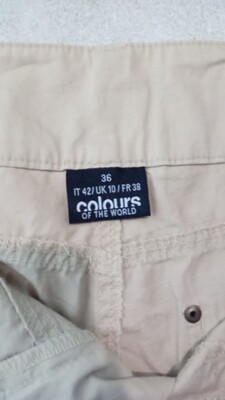 36
IT 42/UK 10/FR 38
colours
OF THE WORLD